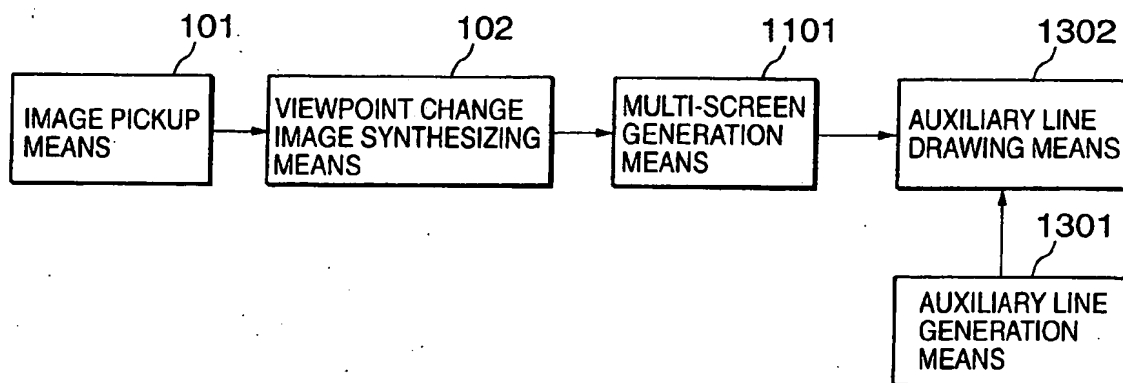 101
102
1101
1302
IMAGE PICKUP
MEANS
VIEWPOINT CHANGE
IMAGE SYNTHESIZING
MEANS
MULTI-SCREEN
GENERATION
MEANS
AUXILIARY LINE
DRAWING MEANS
1301
AUXILIARY LINE
GENERATION
MEANS